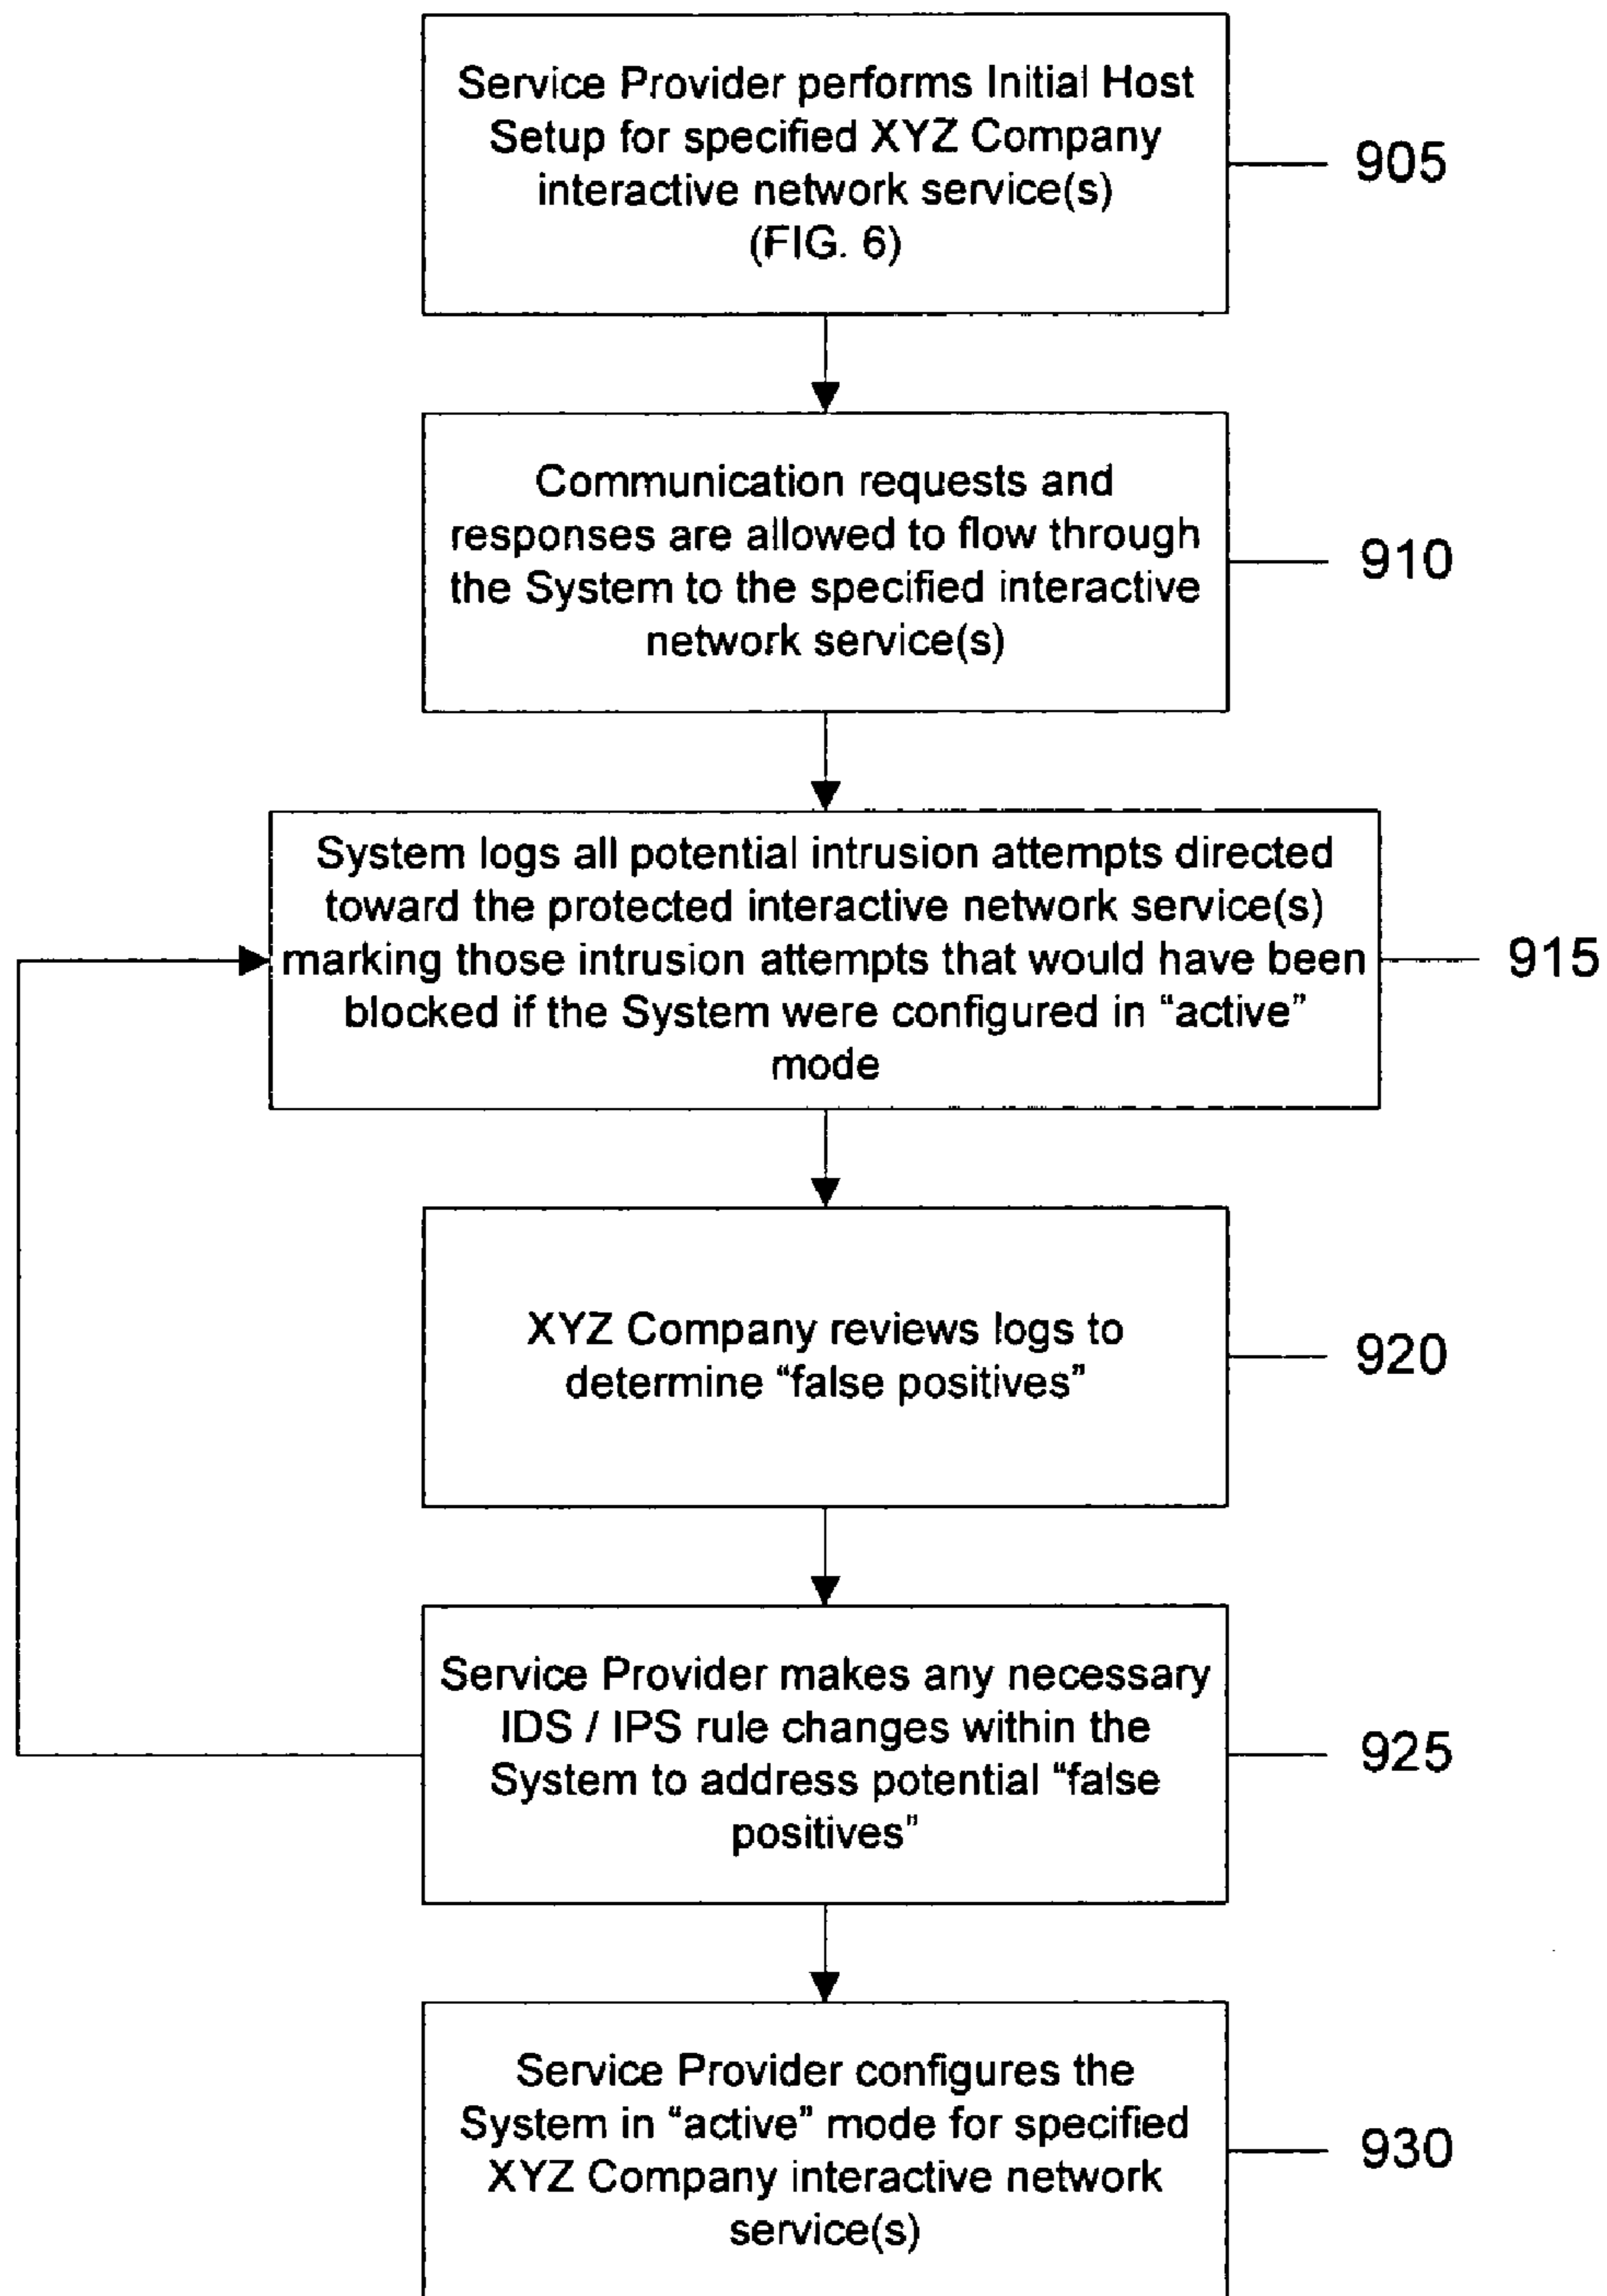 Service Provider performs Initial Host
Setup for specified XYZ Company
interactive network service(s)
(FIG. 6)
905
Communication requests and
responses are allowed to flow through
the System to the specified interactive
network service(s)
910
System logs all potential intrusion attempts directed
toward the protected interactive network service(s)
marking those intrusion attempts that would have been
blocked if the System were configured in “active”
mode
915
XYZ Company reviews logs to
determine “false positives”
920
Service Provider makes any necessary
IDS / IPS rule changes within the
System to address potential “false
positives”
925
Service Provider configures the
System in “active” mode for specified
XYZ Company interactive network
service(s)
930